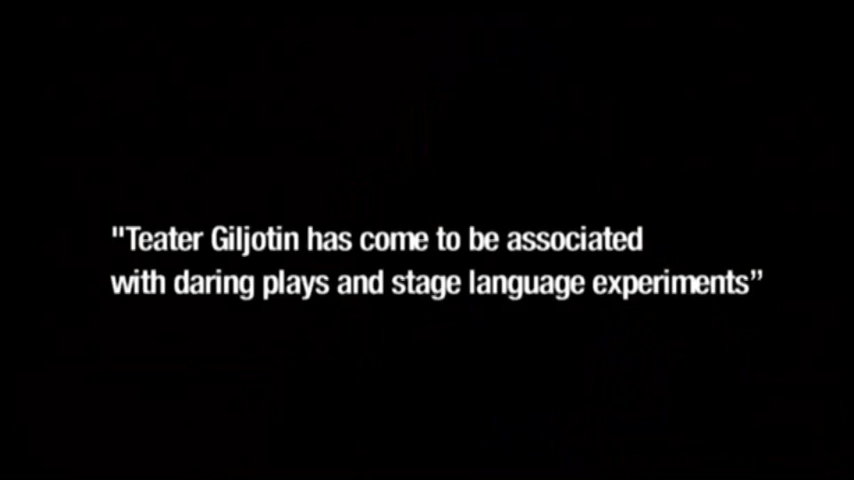 "Teater Giljotin has come to be associated
with daring plays and stage language experiments”